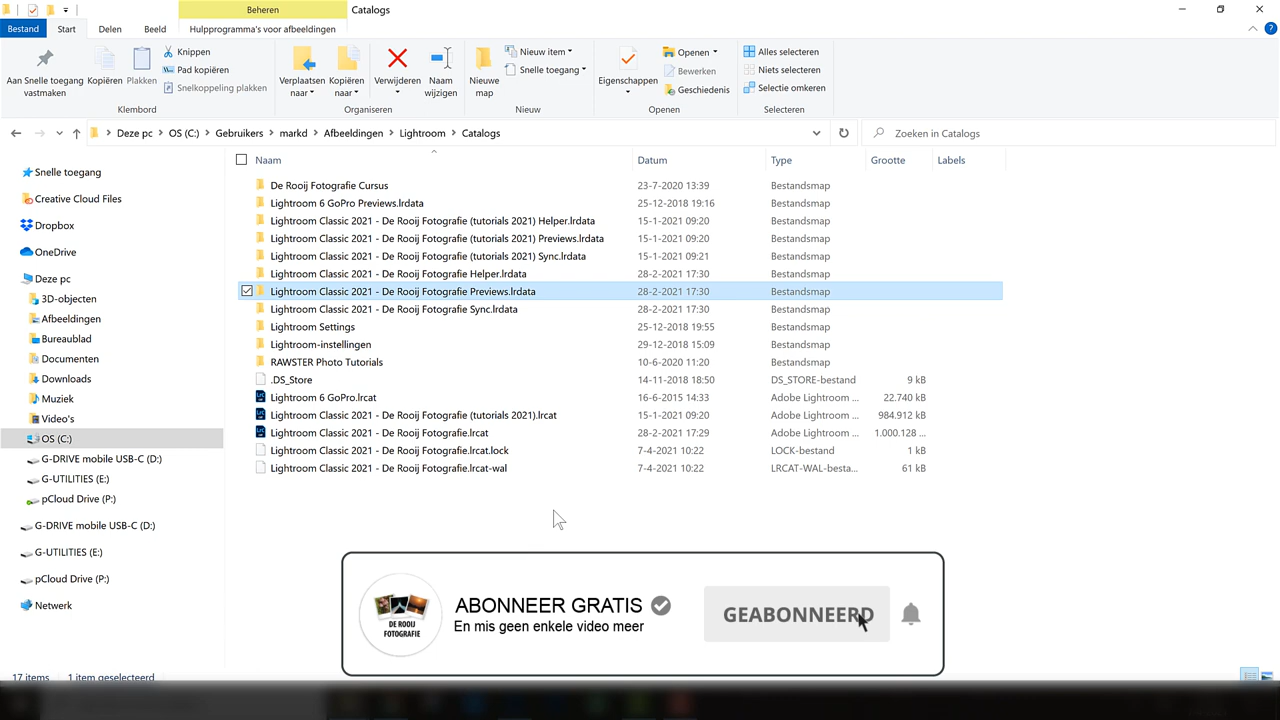 Beheren
Catalogs
Bestand
Start
Delen
Beeld
Hulpprogramma's voor afbeeldingen
Aan Snelle toegang vastmaken
Kopiëren
Plakken
Knippen
Pad kopiëren
Snelkoppeling plakken
Klembord
Verplaatsen naar
Kopiëren naar
Verwijderen
Naam wijzigen
Organiseren
Nieuwe map
Nieuw item
Snelle toegang
Nieuw
Eigenschappen
Openen
Bewerken
Geschiedenis
Openen
Alles selecteren
Niets selecteren
Selectie omkeren
Selecteren
Deze pc > OS (C:) > Gebruikers > markd > Afbeeldingen > Lightroom > Catalogs
Zoeken in Catalogs
Snelle toegang
Creative Cloud Files
Dropbox
OneDrive
Deze pc
3D-objecten
Afbeeldingen
Bureaublad
Documenten
Downloads
Muziek
Video's
OS (C:)
G-DRIVE mobile USB-C (D:)
G-UTILITIES (E:)
pCloud Drive (P:)
G-DRIVE mobile USB-C (D:)
G-UTILITIES (E:)
pCloud Drive (P:)
Netwerk
Naam Datum Type Grootte Labels
De Rooij Fotografie Cursus 23-7-2020 13:39 Bestandsmap
Lightroom 6 GoPro Previews.lrdata 25-12-2018 19:16 Bestandsmap
Lightroom Classic 2021 - De Rooij Fotografie (tutorials 2021) Helper.lrdata 15-1-2021 09:20 Bestandsmap
Lightroom Classic 2021 - De Rooij Fotografie (tutorials 2021) Previews.lrdata 15-1-2021 09:20 Bestandsmap
Lightroom Classic 2021 - De Rooij Fotografie (tutorials 2021) Sync.lrdata 15-1-2021 09:21 Bestandsmap
Lightroom Classic 2021 - De Rooij Fotografie Helper.lrdata 28-2-2021 17:30 Bestandsmap
Lightroom Classic 2021 - De Rooij Fotografie Previews.lrdata 28-2-2021 17:30 Bestandsmap
Lightroom Classic 2021 - De Rooij Fotografie Sync.lrdata 28-2-2021 17:30 Bestandsmap
Lightroom Settings 25-12-2018 19:55 Bestandsmap
Lightroom-instellingen 29-12-2018 15:09 Bestandsmap
RAWSTER Photo Tutorials 10-6-2020 11:20 Bestandsmap
.DS_Store 14-11-2018 18:50 DS_STORE-bestand 9 kB
Lightroom 6 GoPro.lrcat 16-6-2015 14:33 Adobe Lightroom ... 22.740 kB
Lightroom Classic 2021 - De Rooij Fotografie (tutorials 2021).lrcat 15-1-2021 09:20 Adobe Lightroom ... 984.912 kB
Lightroom Classic 2021 - De Rooij Fotografie.lrcat 28-2-2021 17:29 Adobe Lightroom ... 1.000.128 ...
Lightroom Classic 2021 - De Rooij Fotografie.lrcat.lock 7-4-2021 10:22 LOCK-bestand 1 kB
Lightroom Classic 2021 - De Rooij Fotografie.lrcat-wal 7-4-2021 10:22 LRCAT-WAL-besta... 61 kB
DE ROOIJ
FOTOGRAFIE
ABONNEER GRATIS
En mis geen enkele video meer
GEABONNEERD
17 items 1 item geselecteerd